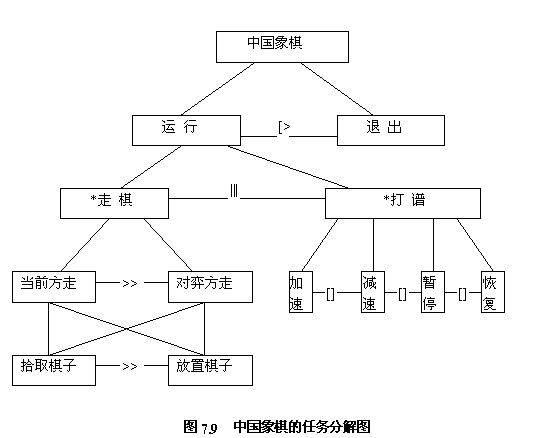 中国象棋
运 行
[>
退 出
*走 棋
|||
*打 谱
当前方走
>>
对弈方走
加速
[]
减速
[]
暂停
[]
恢复
拾取棋子
>>
放置棋子
图 7.9 中国象棋的任务分解图